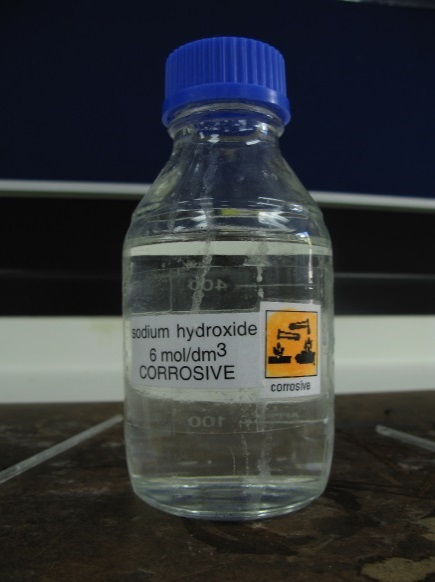 400
sodium hydroxide
6 mol/dm3
CORROSIVE
corrosive
100